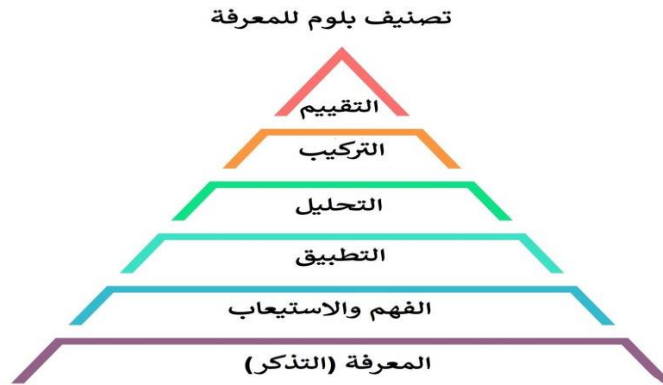 تصنيف بلوم للمعرفة
التقييم
التركيب
التحليل
التطبيق
الفهم والاستيعاب
المعرفة (التذكر)